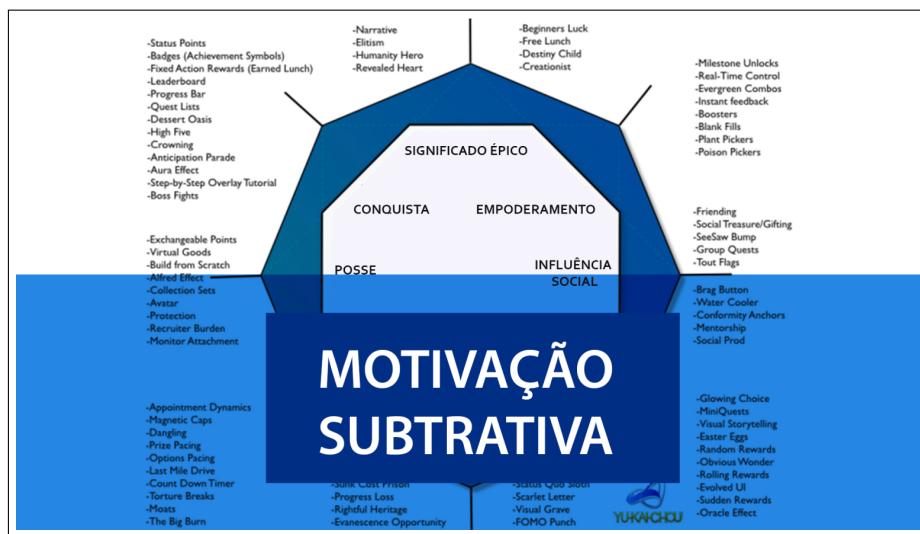 -Narrative
-Elitism
-Humanity Hero
-Revealed Heart
-Beginners Luck
-Free Lunch
-Destiny Child
-Creationist
-Status Points
-Badges (Achievement Symbols)
-Fixed Action Rewards (Earned Lunch)
-Leaderboard
-Progress Bar
-Quest Lists
-Dessert Oasis
-High Five
-Crowning
-Anticipation Parade
-Aura Effect
-Step-by-Step Overlay Tutorial
-Boss Fights
-Milestone Unlocks
-Real-Time Control
-Evergreen Combos
-Instant feedback
-Boosters
-Blank Fills
-Plant Pickers
-Poison Pickers
SIGNIFICADO ÉPICO
CONQUISTA
EMPODERAMENTO
POSSE
INFLUÊNCIA
SOCIAL
-Exchangeable Points
-Virtual Goods
-Build from Scratch
-Alfred Effect
-Collection Sets
-Avatar
-Protection
-Recruiter Burden
-Monitor Attachment
-Friending
-Social Treasure/Gifting
-SeeSaw Bump
-Group Quests
-Tout Flags
-Brag Button
-Water Cooler
-Conformity Anchors
-Mentorship
-Social Prod
MOTIVAÇÃO
SUBTRATIVA
-Appointment Dynamics
-Magnetic Caps
-Dangling
-Prize Pacing
-Options Pacing
-Last Mile Drive
-Count Down Timer
-Torture Breaks
-Moats
-The Big Burn
-Sunk Cost Prison
-Progress Loss
-Rightful Heritage
-Evanescence Opportunity
-Status Quo Sloth
-Scarlet Letter
-Visual Grave
-FOMO Punch
-Glowing Choice
-MiniQuests
-Visual Storytelling
-Easter Eggs
-Random Rewards
-Obvious Wonder
-Rolling Rewards
-Evolved UI
-Sudden Rewards
-Oracle Effect
YU-KAI-CHOU